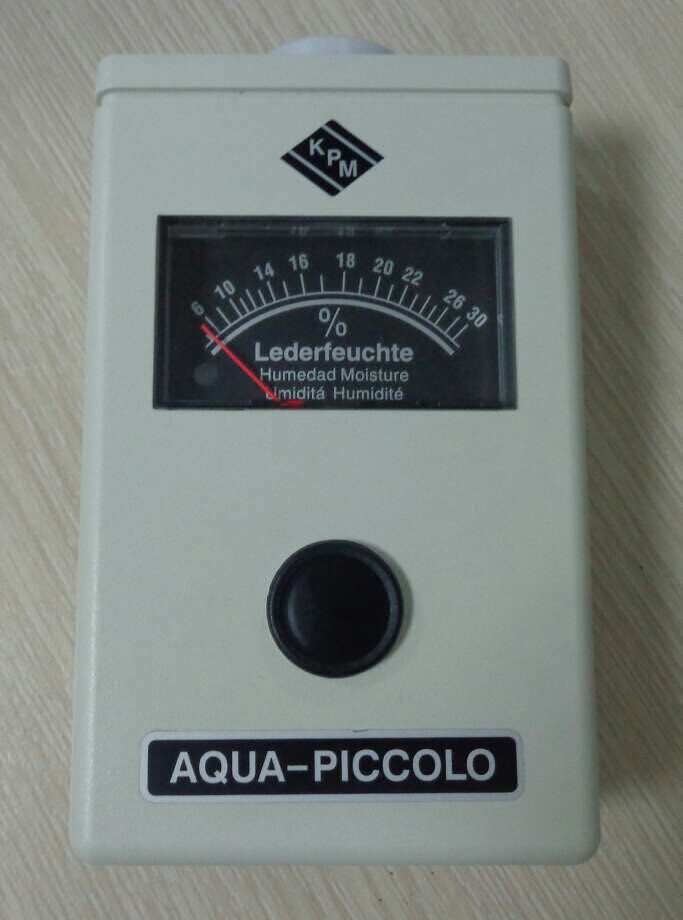 KPM
6 10 14 16 18 20 22 26 30
%
Lederfeuchte
Humedad Moisture
Umiditá Humidité
AQUA–PICCOLO